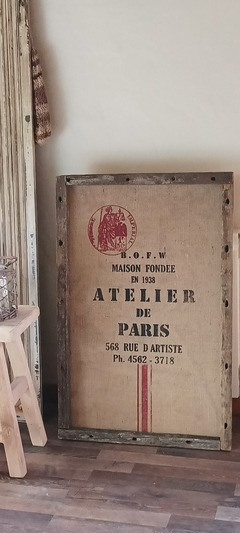 B.O.F.W
MAISON FONDEE
EN 1938
ATELIER
DE
PARIS
568 RUE D ARTISTE
Ph. 4562-3718